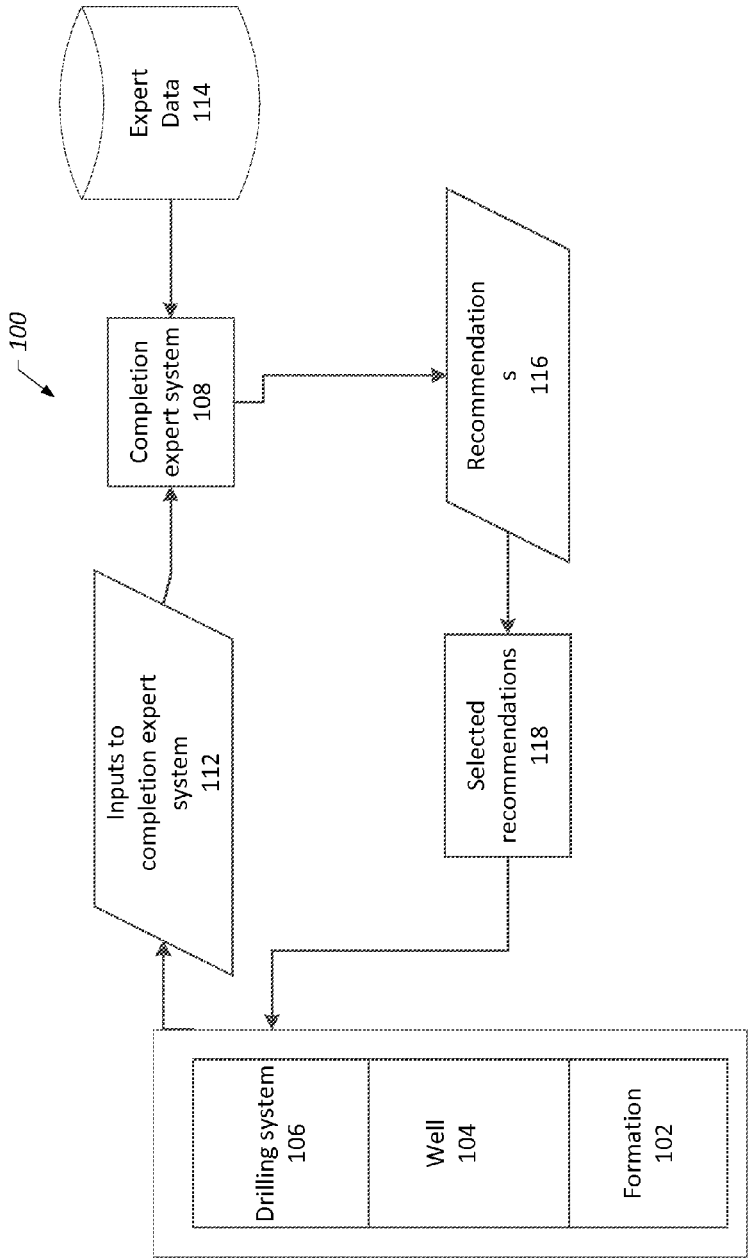 100
Expert
Data
114
Completion
expert system
108
Inputs to
completion expert
system
112
Recommendation
s
116
Selected
recommendations
118
Drilling system
106
Well
104
Formation
102